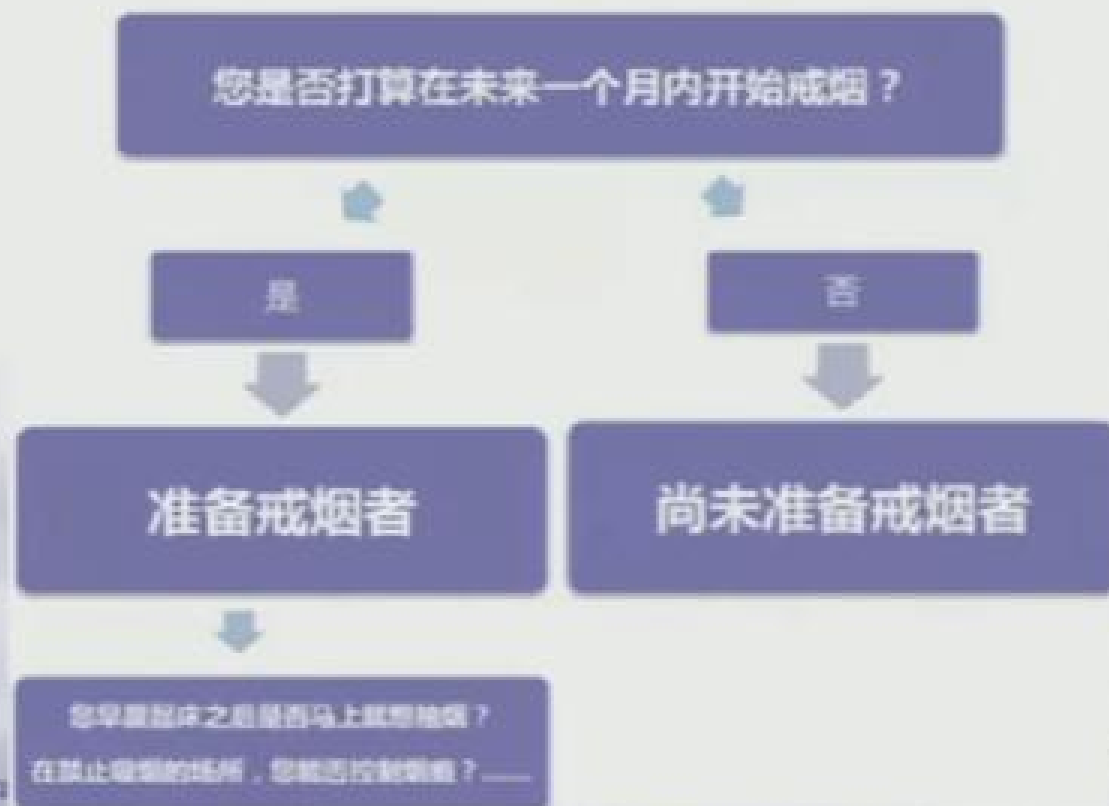 您是否打算在未来一个月内开始戒烟？
是
否
准备戒烟者
尚未准备戒烟者
您早晨起床之后是否马上就想抽烟？
在禁止吸烟的场所，您能否控制烟瘾？……